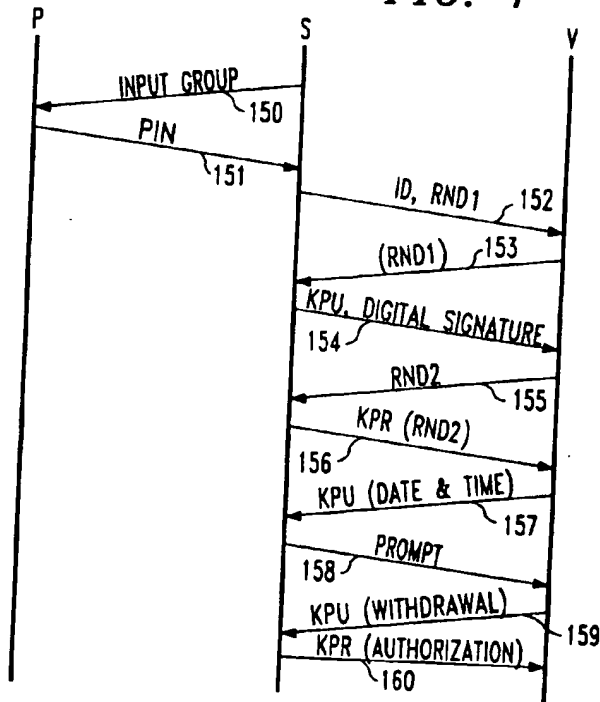 P
S
V
INPUT GROUP
150
PIN
151
ID, RND1
152
(RND1)
153
KPU, DIGITAL SIGNATURE
154
RND2
155
KPR (RND2)
156
KPU (DATE & TIME)
157
PROMPT
158
KPU (WITHDRAWAL)
159
KPR (AUTHORIZATION)
160